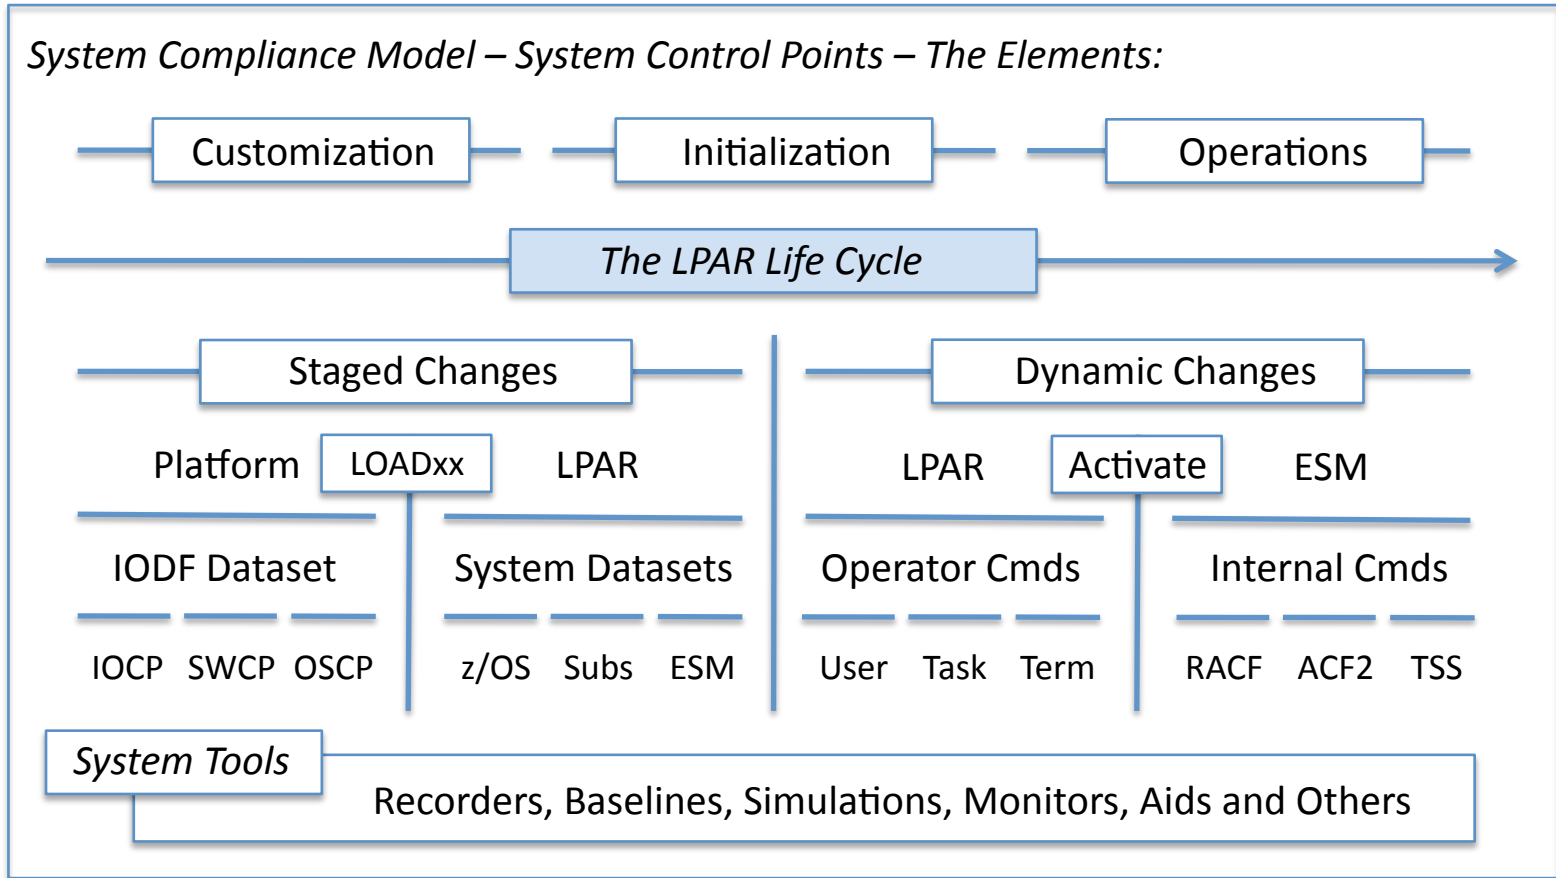 System Compliance Model – System Control Points – The Elements:
Customization
Initialization
Operations
The LPAR Life Cycle
Staged Changes
Dynamic Changes
Platform
LOADxx
LPAR
LPAR
Activate
ESM
IODF Dataset
System Datasets
Operator Cmds
Internal Cmds
IOCP
SWCP
OSCP
z/OS
Subs
ESM
User
Task
Term
RACF
ACF2
TSS
System Tools
Recorders, Baselines, Simulations, Monitors, Aids and Others